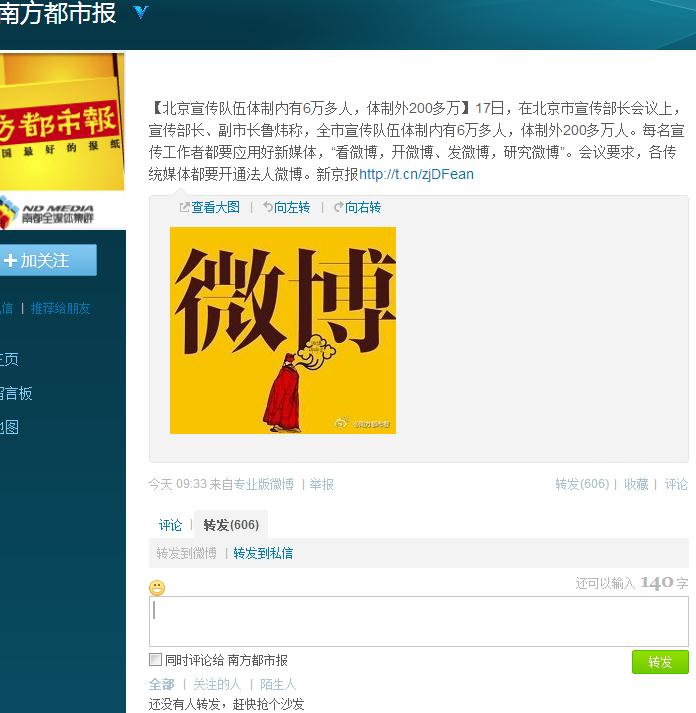 南方都市报
【北京宣传队伍体制内有6万多人，体制外200多万】17日，在北京市宣传部长会议上，
宣传部长、副市长鲁炜称，全市宣传队伍体制内有6万多人，体制外200多万人。每名宣
传工作者都要应用好新媒体，“看微博，开微博、发微博，研究微博”。会议要求，各传
统媒体都要开通法人微博。新京报http://t.cn/zjDFean
方都市報
国最好的报纸
ND MEDIA
南都全媒体集群
加关注
信 | 推荐给朋友
主页
留言板
地图
查看大图 | 向左转 | 向右转
微博
@南方都市报
今天 09:33 来自专业版微博 | 举报
转发(606) | 收藏 | 评论
评论 | 转发(606)
转发到微博 | 转发到私信
还可以输入 140 字
同时评论给 南方都市报
转发
全部 | 关注的人 | 陌生人
还没有人转发，赶快抢个沙发